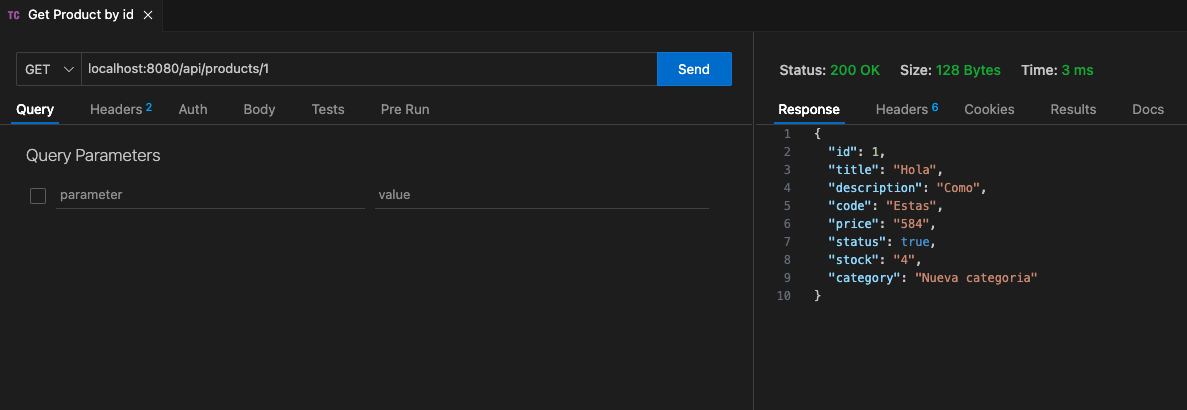 TC Get Product by id ×
GET localhost:8080/api/products/1 Send
Query Headers 2 Auth Body Tests Pre Run
Query Parameters
parameter value
Status: 200 OK Size: 128 Bytes Time: 3 ms
Response Headers 6 Cookies Results Docs
1 {
2 "id": 1,
3 "title": "Hola",
4 "description": "Como",
5 "code": "Estas",
6 "price": "584",
7 "status": true,
8 "stock": "4",
9 "category": "Nueva categoria"
10 }